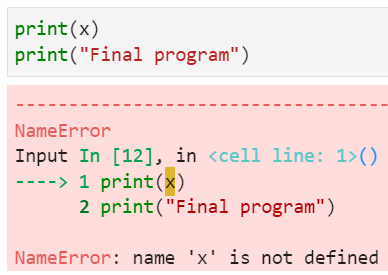 print(x)
print("Final program")
---------------------------------------
NameError
Input In [12], in <cell line: 1>()
----> 1 print(x)
2 print("Final program")
NameError: name 'x' is not defined